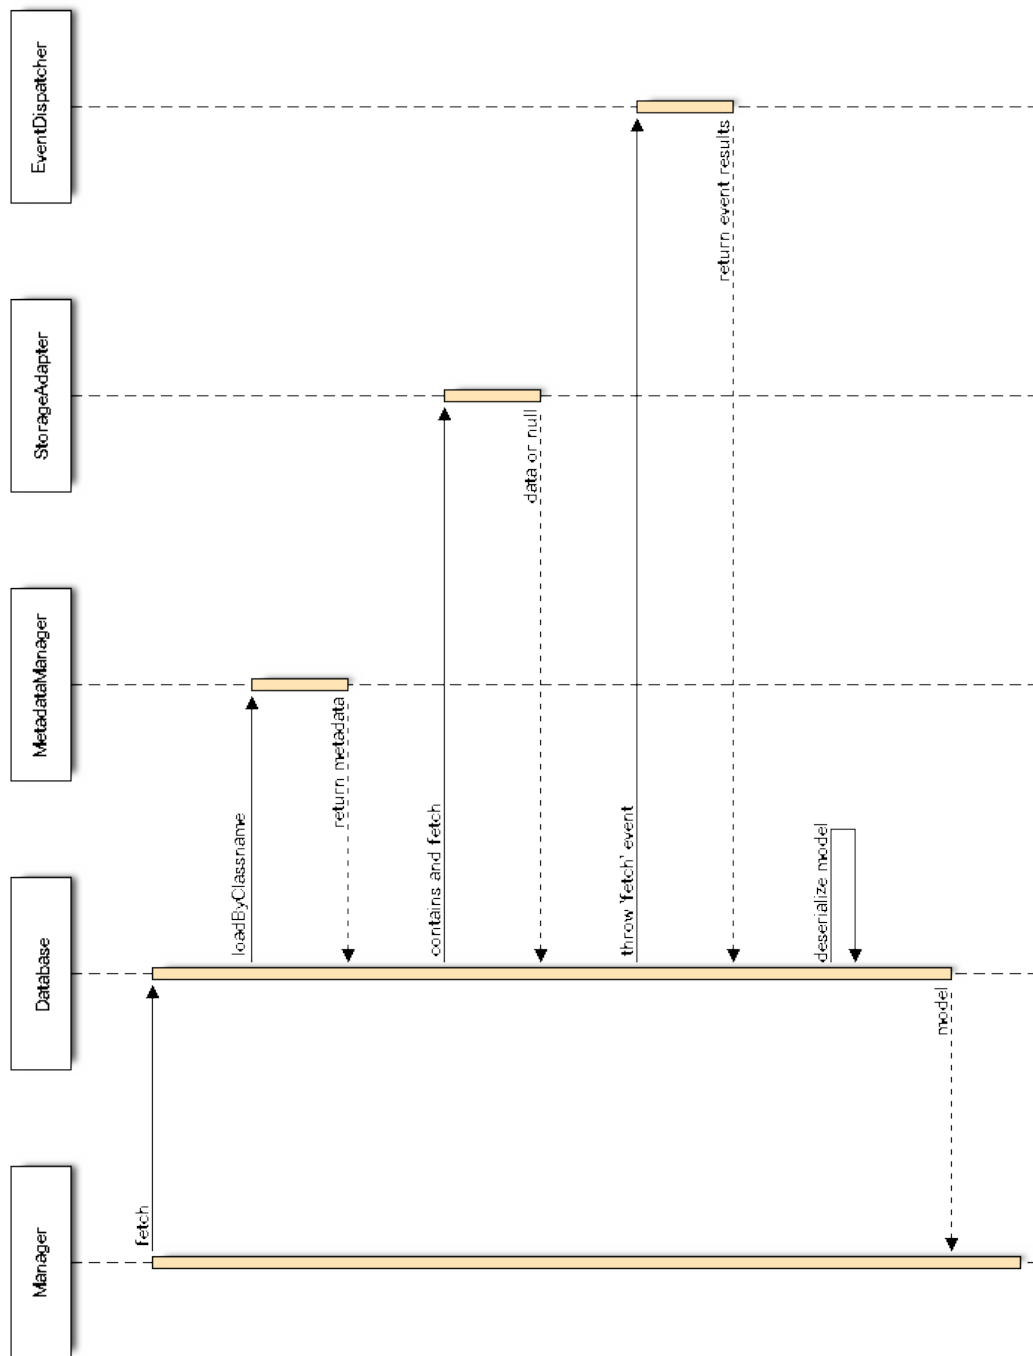 Manager
Database
MetadataManager
StorageAdapter
EventDispatcher
fetch
loadByClassname
return metadata
contains and fetch
data or null
throw 'fetch' event
return event results
deserialize model
model